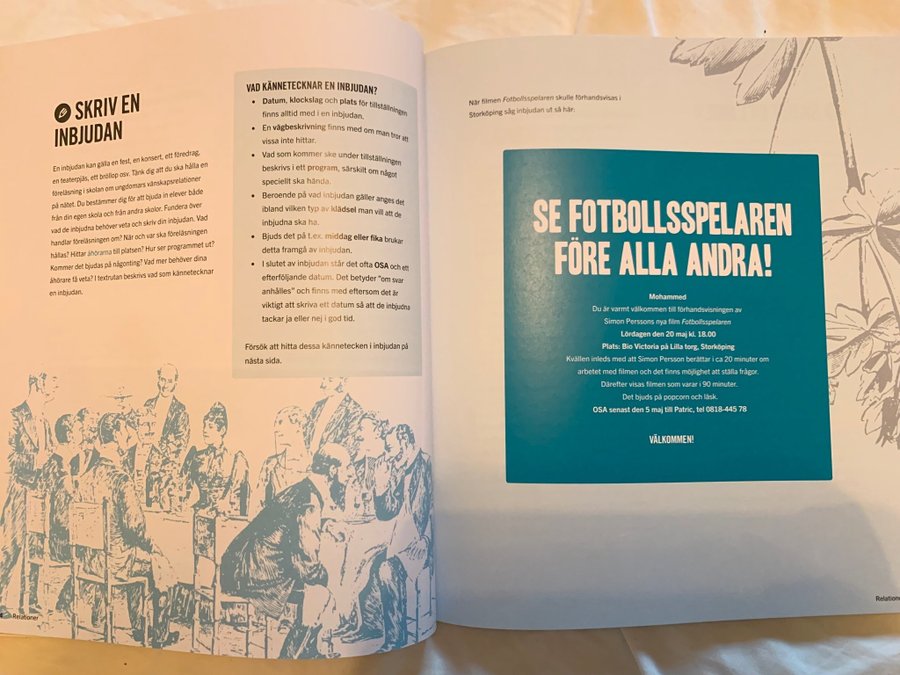 SKRIV EN
INBJUDAN
En inbjudan kan gälla en fest, en konsert, ett föredrag,
en teaterpjäs, ett bröllop osv. Tänk dig att du ska hålla en
föreläsning i skolan om ungdomars vänskapsrelationer
på nätet. Du bestämmer dig för att bjuda in elever både
från din egen skola och från andra skolor. Fundera över
vad de inbjudna behöver veta och skriv din inbjudan. Vad
handlar föreläsningen om? När och var ska föreläsningen
hållas? Hittar åhörarna till platsen? Hur ser programmet ut?
Kommer det bjudas på någonting? Vad mer behöver dina
åhörare få veta? I textrutan beskrivs vad som kännetecknar
en inbjudan.
VAD KÄNNETECKNAR EN INBJUDAN?
• Datum, klockslag och plats för tillställningen
finns alltid med i en inbjudan.
• En vägbeskrivning finns med om man tror att
vissa inte hittar.
• Vad som kommer ske under tillställningen
beskrivs i ett program, särskilt om något
speciellt ska hända.
• Beroende på vad inbjudan gäller anges det
ibland vilken typ av klädsel man vill att de
inbjudna ska ha.
• Bjuds det på t.ex. middag eller fika brukar
detta framgå av inbjudan.
• I slutet av inbjudan står det ofta OSA och ett
efterföljande datum. Det betyder "om svar
anhålles" och finns med eftersom det är
viktigt att skriva ett datum så att de inbjudna
tackar ja eller nej i god tid.
Försök att hitta dessa kännetecken i inbjudan på
nästa sida.
Relationer
När filmen Fotbollsspelaren skulle förhandsvisas i
Storköping såg inbjudan ut så här:
SE FOTBOLLSSPELAREN
FÖRE ALLA ANDRA!
Mohammed
Du är varmt välkommen till förhandsvisningen av
Simon Perssons nya film Fotbollsspelaren
Lördagen den 20 maj kl. 18.00
Plats: Bio Victoria på Lilla torg, Storköping
Kvällen inleds med att Simon Persson berättar i ca 20 minuter om
arbetet med filmen och det finns möjlighet att ställa frågor.
Därefter visas filmen som varar i 90 minuter.
Det bjuds på popcorn och läsk.
OSA senast den 5 maj till Patric, tel 0818-445 78
VÄLKOMMEN!
Relationer